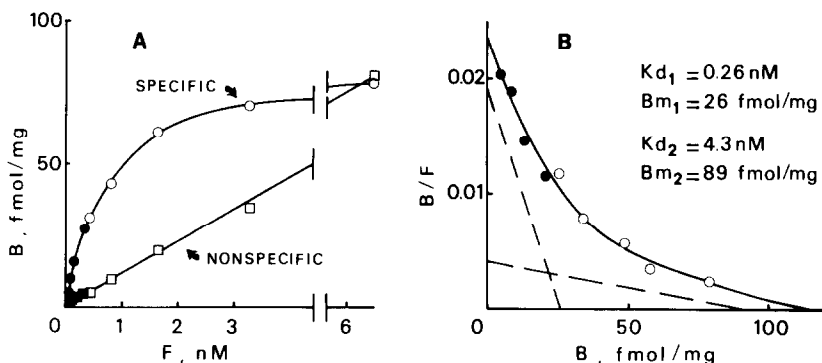 100
A
SPECIFIC
50
NONSPECIFIC
0
0
1
3
6
B, fmol/mg
F, nM
B
0.02
0.01
B/F
Kd1 = 0.26 nM
Bm1 = 26 fmol/mg
Kd2 = 4.3 nM
Bm2 = 89 fmol/mg
0
50
100
B, fmol/mg